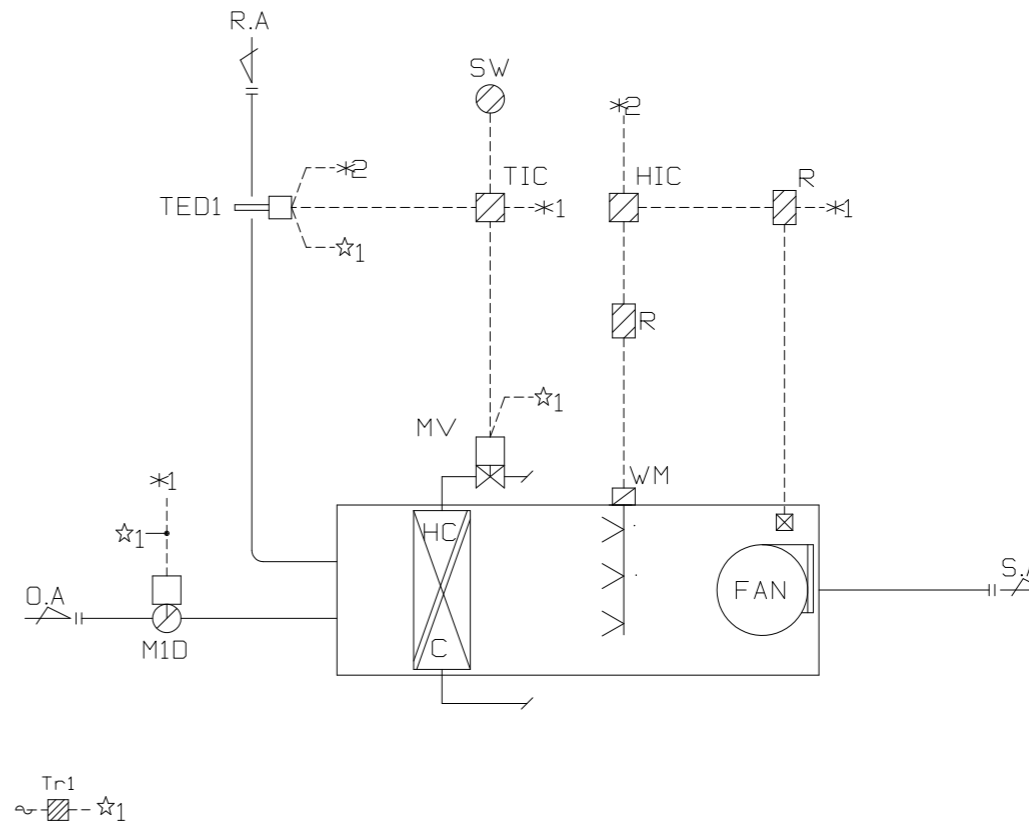 R.A
SW
*2
*2
TIC
HIC
R
TED1
*1
*1
☆1
R
☆1
MV
*1
WM
☆1
HC
O.A
FAN
S.A
M1D
C
Tr1
☆1